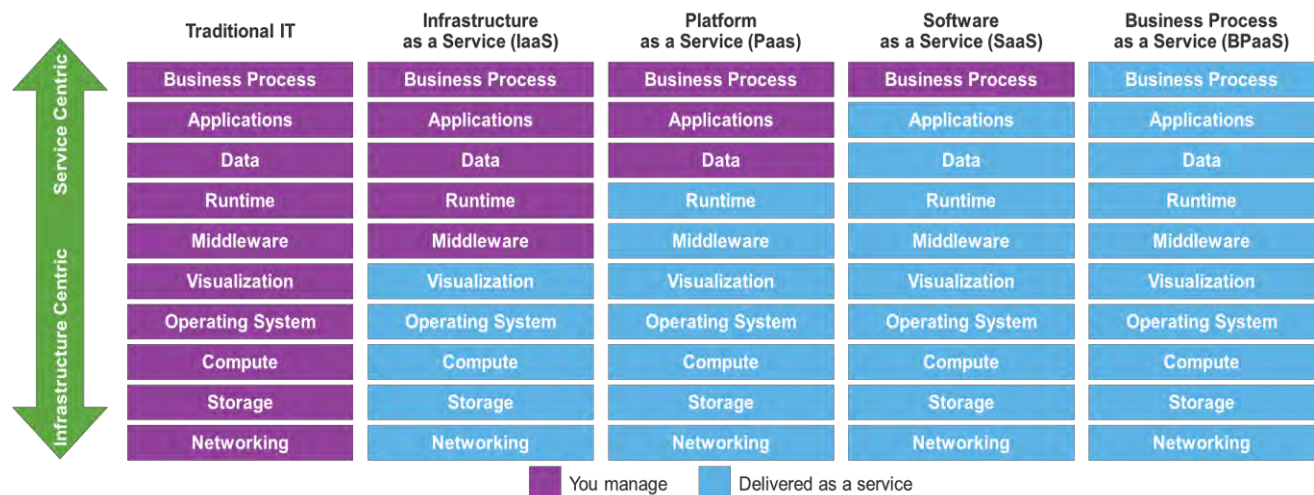 Traditional IT
Infrastructure
as a Service (IaaS)
Platform
as a Service (Paas)
Software
as a Service (SaaS)
Business Process
as a Service (BPaaS)
Service Centric
Infrastructure Centric
Business Process
Business Process
Business Process
Business Process
Business Process
Applications
Applications
Applications
Applications
Applications
Data
Data
Data
Data
Data
Runtime
Runtime
Runtime
Runtime
Runtime
Middleware
Middleware
Middleware
Middleware
Middleware
Visualization
Visualization
Visualization
Visualization
Visualization
Operating System
Operating System
Operating System
Operating System
Operating System
Compute
Compute
Compute
Compute
Compute
Storage
Storage
Storage
Storage
Storage
Networking
Networking
Networking
Networking
Networking
You manage
Delivered as a service